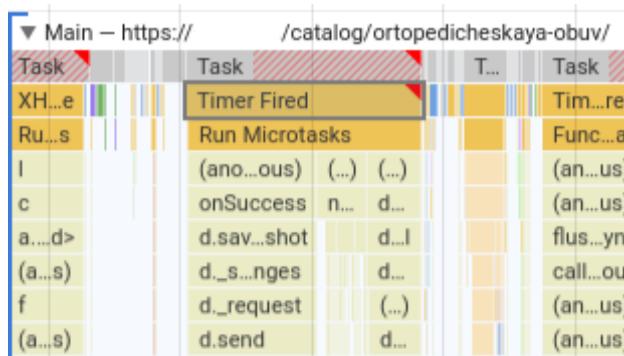 ▼ Main — https:// /catalog/ortopedicheskaya-obuv/
Task Task T... Task
XH...e Timer Fired Tim...re
Ru...s Run Microtasks Func...a
l (ano...ous) (...) (...) (an...us)
c onSuccess n... d... (an...us)
a....d> d.sav...shot d...l flus...yn
(a...s) d._s...nges d... call...ou
f d._request (...) (an...us)
(a...s) d.send d... (an...us)